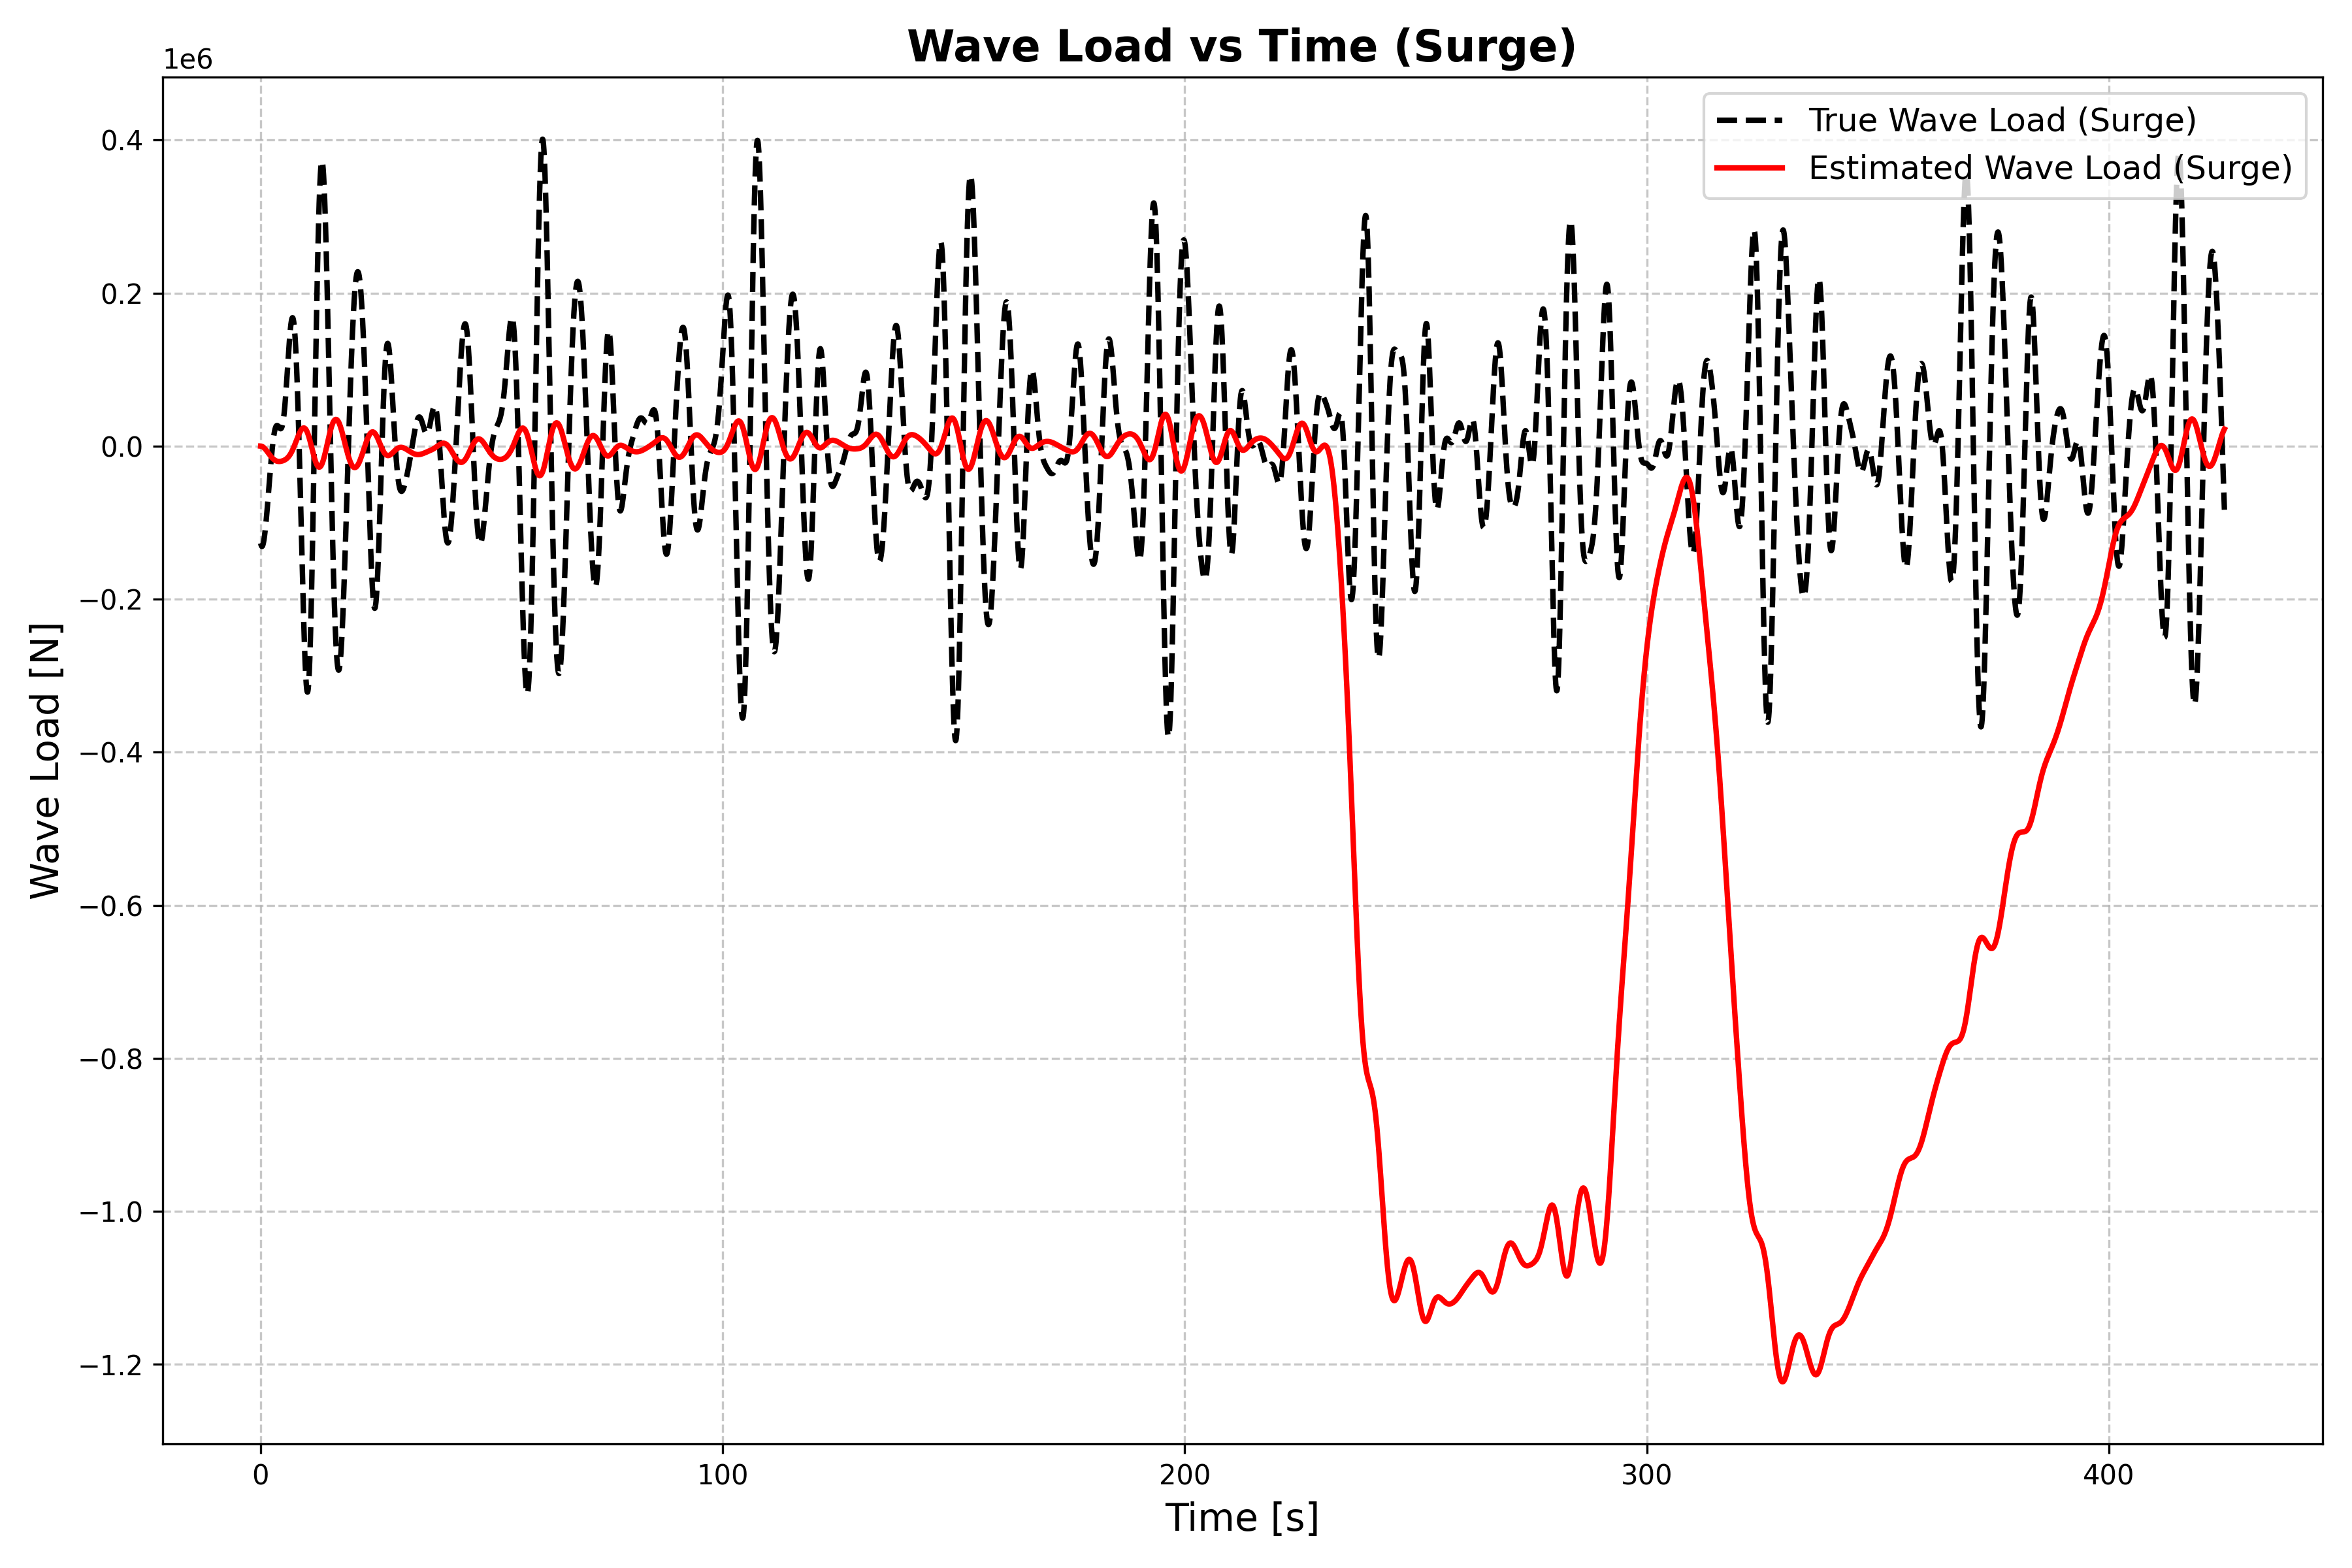 Wave Load vs Time (Surge)
1e6
True Wave Load (Surge)
Estimated Wave Load (Surge)
0.4
0.2
0.0
−0.2
−0.4
−0.6
−0.8
−1.0
−1.2
Wave Load [N]
0 100 200 300 400
Time [s]